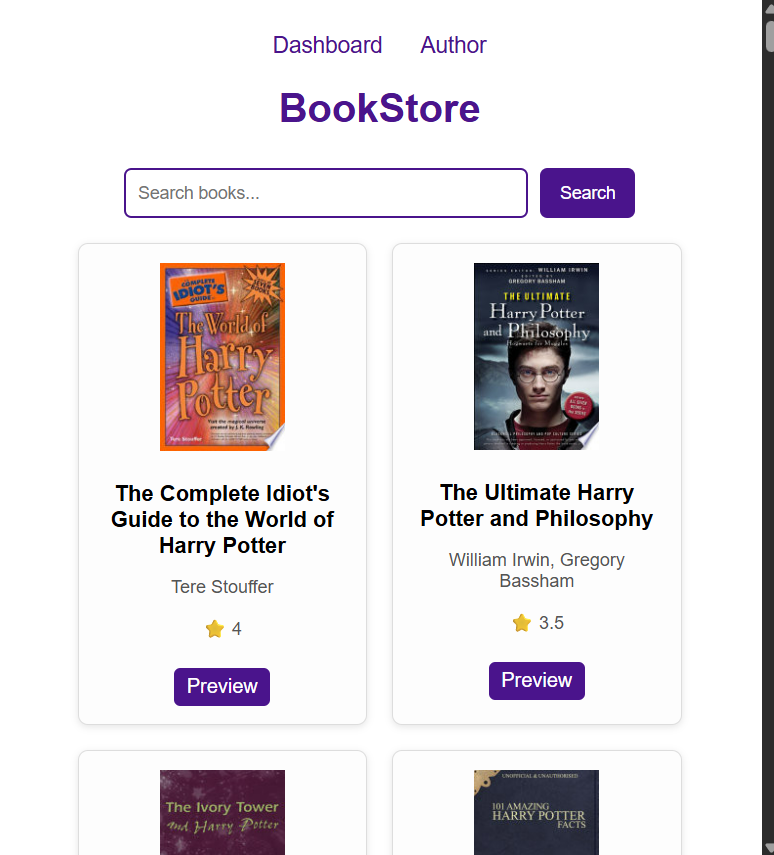 Dashboard Author
BookStore
Search books...
Search
COMPLETE
IDIOT'S
GUIDE
The World of
Harry
Potter
Visit the magical universe
created by J. K. Rowling
Tere Stouffer
The Complete Idiot's
Guide to the World of
Harry Potter
Tere Stouffer
4
Preview
SERIES EDITOR WILLIAM IRWIN
EDITED BY
GREGORY BASSHAM
THE ULTIMATE
Harry Potter
and Philosophy
Hogwarts for Muggles
The Ultimate Harry
Potter and Philosophy
William Irwin, Gregory
Bassham
3.5
Preview
The Ivory Tower
and Harry Potter
UNOFFICIAL & UNAUTHORISED
101 AMAZING
HARRY POTTER
FACTS